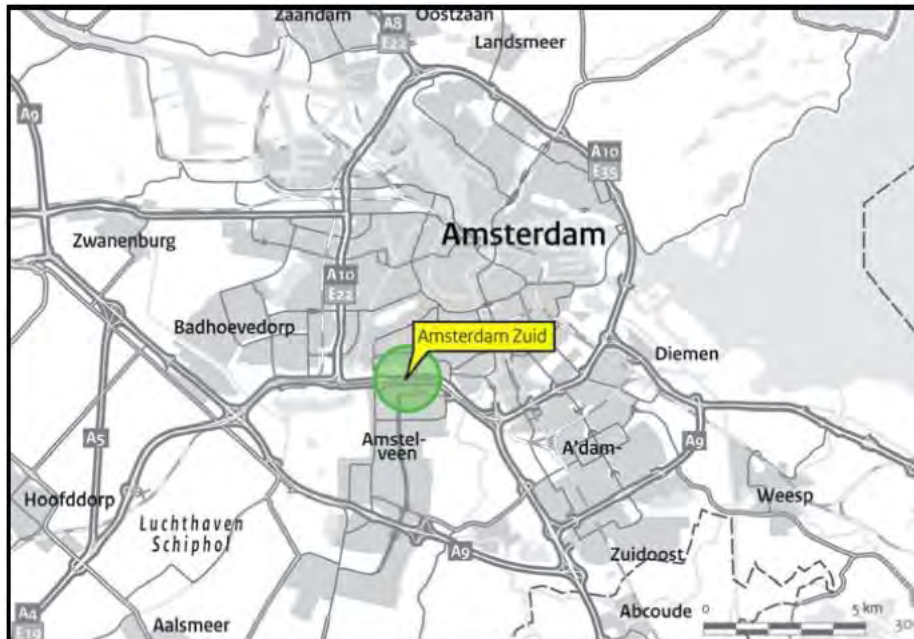 Zaandam
A8
E22
Oostzaan
Landsmeer
A9
A10
E35
Zwanenburg
Amsterdam
A10
E22
Badhoevedorp
Amsterdam Zuid
Diemen
A5
Amstel-
veen
A'dam-
A9
Hoofddorp
Weesp
Luchthaven
Schiphol
A9
Zuidoost
A4
E19
Aalsmeer
Abcoude
0
5 km
30